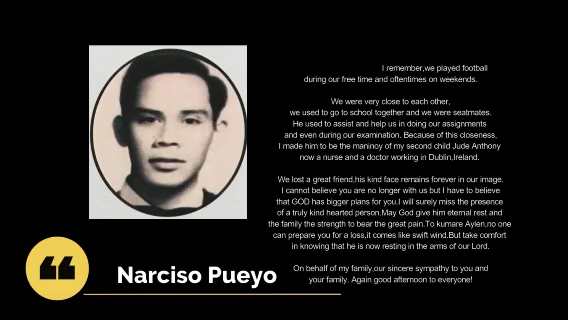 I remember,we played football
during our free time and oftentimes on weekends.
We were very close to each other,
we used to go to school together and we were seatmates.
He used to assist and help us in doing our assignments
and even during our examination. Because of this closeness,
I made him to be the maninoy of my second child Jude Anthony
now a nurse and a doctor working in Dublin,Ireland.
We lost a great friend,his kind face remains forever in our image.
I cannot believe you are no longer with us but I have to believe
that GOD has bigger plans for you.I will surely miss the presence
of a truly kind hearted person.May God give him eternal rest and
the family the strength to bear the great pain.To kumare Aylen,no one
can prepare you for a loss,it comes like swift wind.But take comfort
in knowing that he is now resting in the arms of our Lord.
On behalf of my family,our sincere sympathy to you and
your family. Again good afternoon to everyone!
Narciso Pueyo